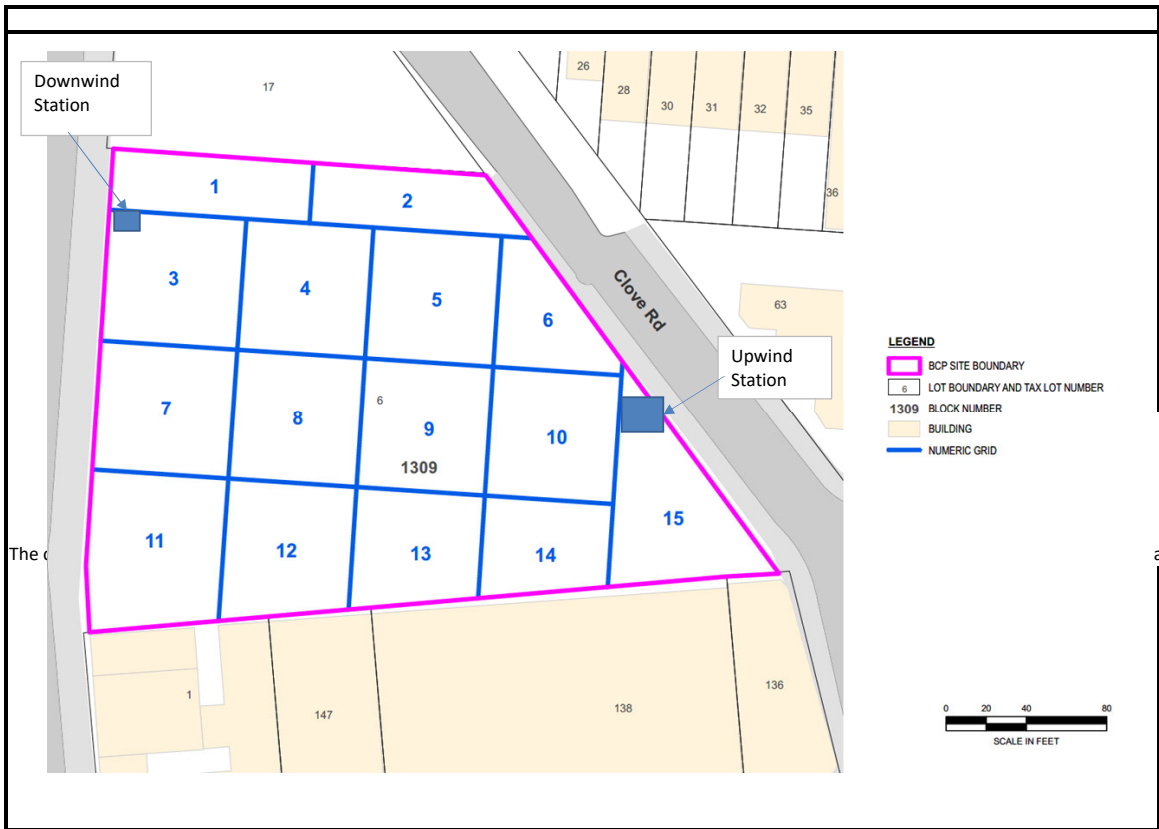 Downwind
Station
17
26
28
30
31
32
35
36
1
2
3
4
5
6
Clove Rd
63
Upwind
Station
7
8
6
9
10
1309
11
12
13
14
15
The
1
147
138
136
LEGEND
BCP SITE BOUNDARY
6 LOT BOUNDARY AND TAX LOT NUMBER
1309 BLOCK NUMBER
BUILDING
NUMERIC GRID
0 20 40 80
SCALE IN FEET